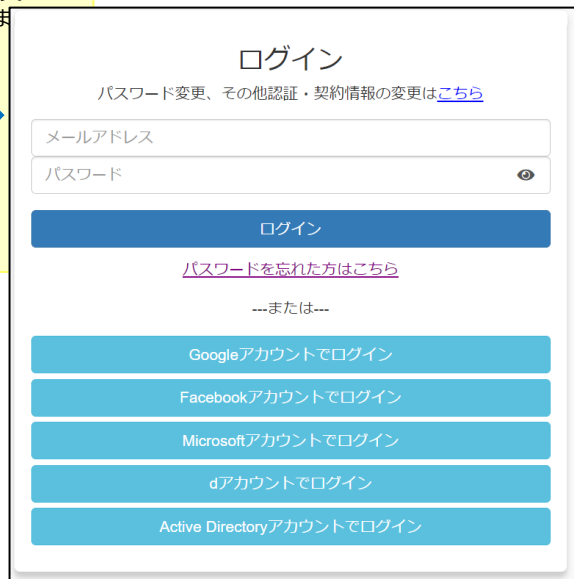 ま
ログイン
パスワード変更、その他認証・契約情報の変更はこちら
メールアドレス
パスワード
ログイン
パスワードを忘れた方はこちら
---または---
Googleアカウントでログイン
Facebookアカウントでログイン
Microsoftアカウントでログイン
dアカウントでログイン
Active Directoryアカウントでログイン